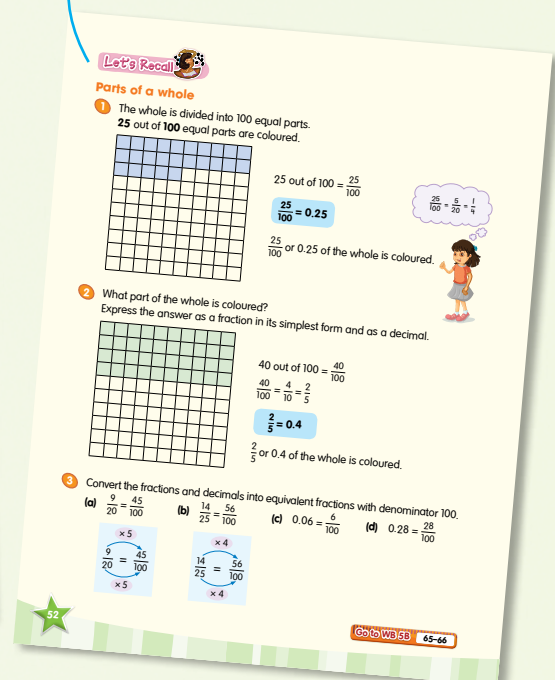 Let's Recall
Parts of a whole
1 The whole is divided into 100 equal parts.
25 out of 100 equal parts are coloured.
25 out of 100 = 25/100
25/100 = 0.25
25/100 = 5/20 = 1/4
25/100 or 0.25 of the whole is coloured.
2 What part of the whole is coloured?
Express the answer as a fraction in its simplest form and as a decimal.
40 out of 100 = 40/100
40/100 = 4/10 = 2/5
2/5 = 0.4
2/5 or 0.4 of the whole is coloured.
3 Convert the fractions and decimals into equivalent fractions with denominator 100.
(a) 9/20 = 45/100 (b) 14/25 = 56/100 (c) 0.06 = 6/100 (d) 0.28 = 28/100
× 5 × 4
9/20 = 45/100 14/25 = 56/100
× 5 × 4
52
Go to WB 5B 65–66